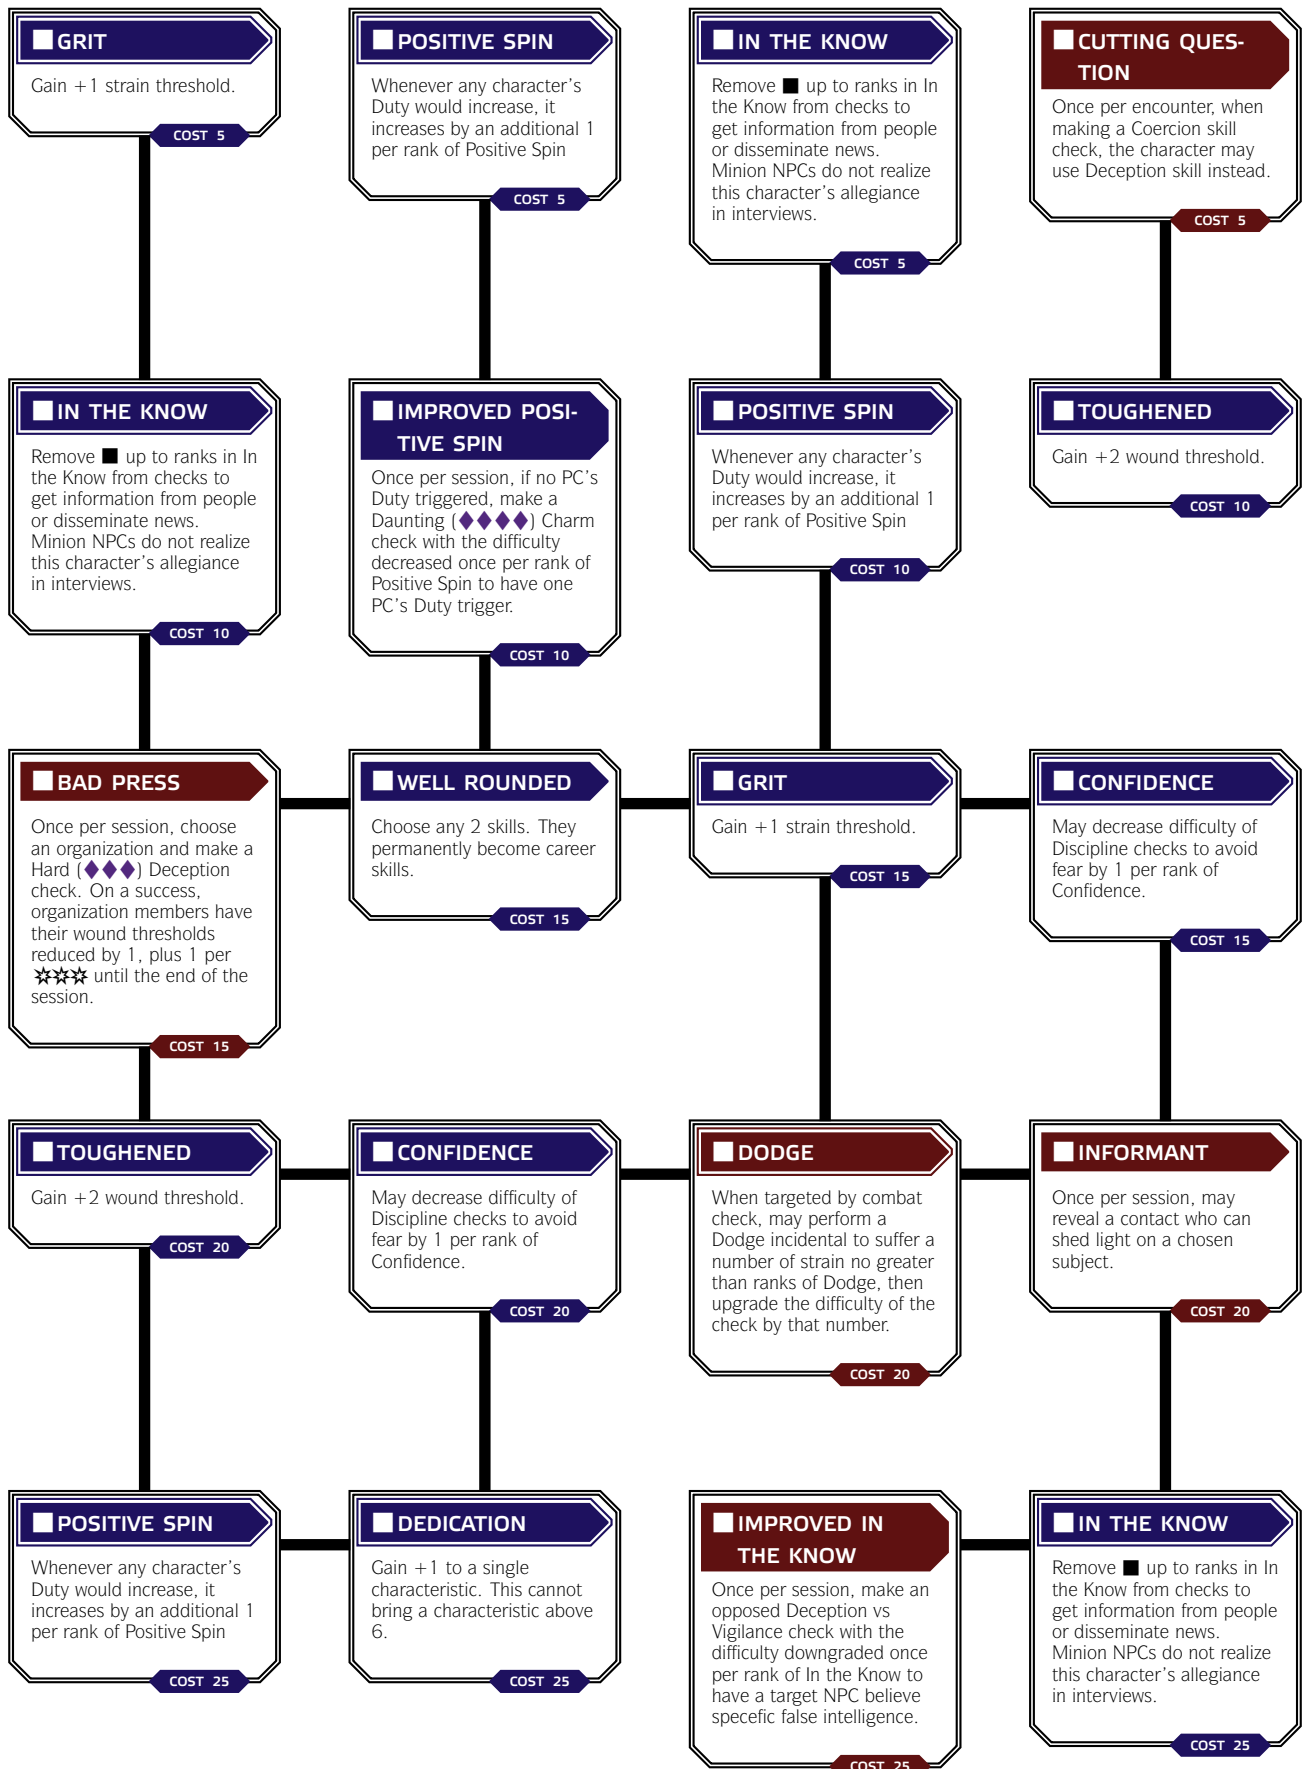 GRIT
Gain +1 strain threshold.
COST 5
POSITIVE SPIN
Whenever any character's
Duty would increase, it
increases by an additional 1
per rank of Positive Spin
COST 5
IN THE KNOW
Remove ■ up to ranks in In
the Know from checks to
get information from people
or disseminate news.
Minion NPCs do not realize
this character's allegiance
in interviews.
COST 5
CUTTING QUES-
TION
Once per encounter, when
making a Coercion skill
check, the character may
use Deception skill instead.
COST 5
IN THE KNOW
Remove ■ up to ranks in In
the Know from checks to
get information from people
or disseminate news.
Minion NPCs do not realize
this character's allegiance
in interviews.
COST 10
IMPROVED POSI-
TIVE SPIN
Once per session, if no PC's
Duty triggered, make a
Daunting (◆◆◆◆) Charm
check with the difficulty
decreased once per rank of
Positive Spin to have one
PC's Duty trigger.
COST 10
POSITIVE SPIN
Whenever any character's
Duty would increase, it
increases by an additional 1
per rank of Positive Spin
COST 10
TOUGHENED
Gain +2 wound threshold.
COST 10
BAD PRESS
Once per session, choose
an organization and make a
Hard (◆◆◆) Deception
check. On a success,
organization members have
their wound thresholds
reduced by 1, plus 1 per
✲✲✲ until the end of the
session.
COST 15
WELL ROUNDED
Choose any 2 skills. They
permanently become career
skills.
COST 15
GRIT
Gain +1 strain threshold.
COST 15
CONFIDENCE
May decrease difficulty of
Discipline checks to avoid
fear by 1 per rank of
Confidence.
COST 15
TOUGHENED
Gain +2 wound threshold.
COST 20
CONFIDENCE
May decrease difficulty of
Discipline checks to avoid
fear by 1 per rank of
Confidence.
COST 20
DODGE
When targeted by combat
check, may perform a
Dodge incidental to suffer a
number of strain no greater
than ranks of Dodge, then
upgrade the difficulty of the
check by that number.
COST 20
INFORMANT
Once per session, may
reveal a contact who can
shed light on a chosen
subject.
COST 20
POSITIVE SPIN
Whenever any character's
Duty would increase, it
increases by an additional 1
per rank of Positive Spin
COST 25
DEDICATION
Gain +1 to a single
characteristic. This cannot
bring a characteristic above
6.
COST 25
IMPROVED IN
THE KNOW
Once per session, make an
opposed Deception vs
Vigilance check with the
difficulty downgraded once
per rank of In the Know to
have a target NPC believe
specefic false intelligence.
COST 25
IN THE KNOW
Remove ■ up to ranks in In
the Know from checks to
get information from people
or disseminate news.
Minion NPCs do not realize
this character's allegiance
in interviews.
COST 25